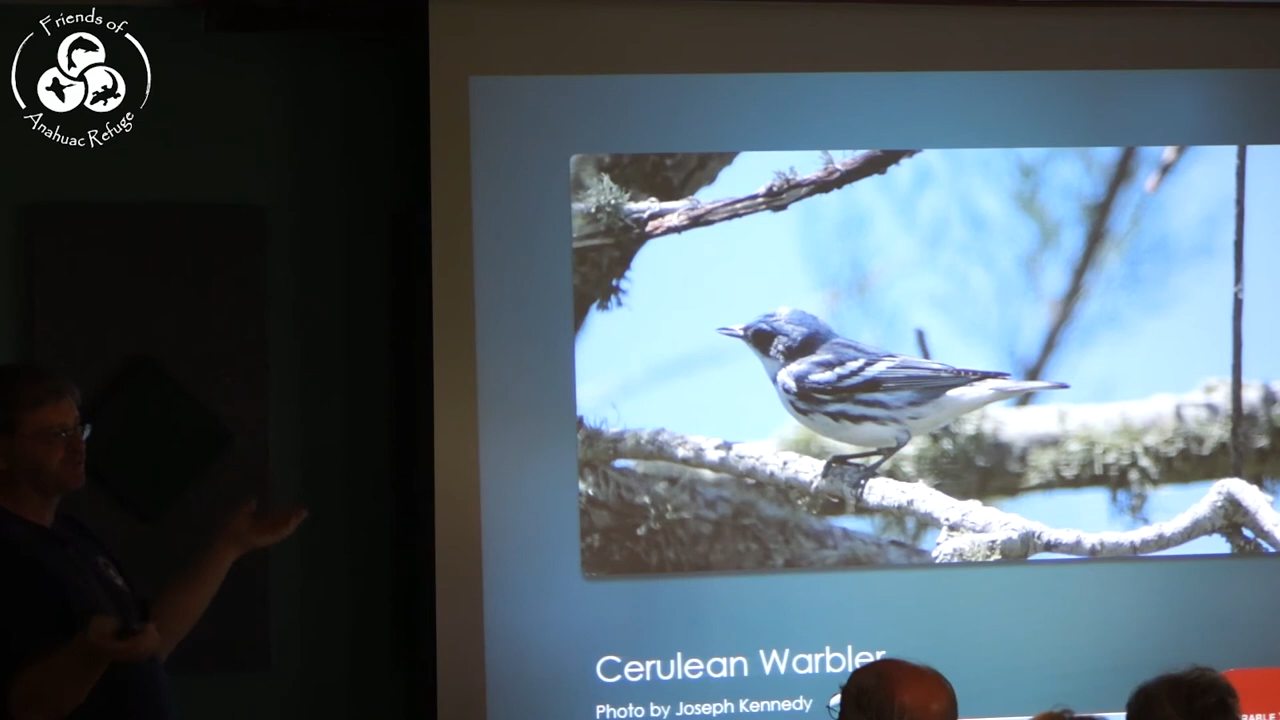 Friends of
Anahuac Refuge
Cerulean Warbler
Photo by Joseph Kennedy